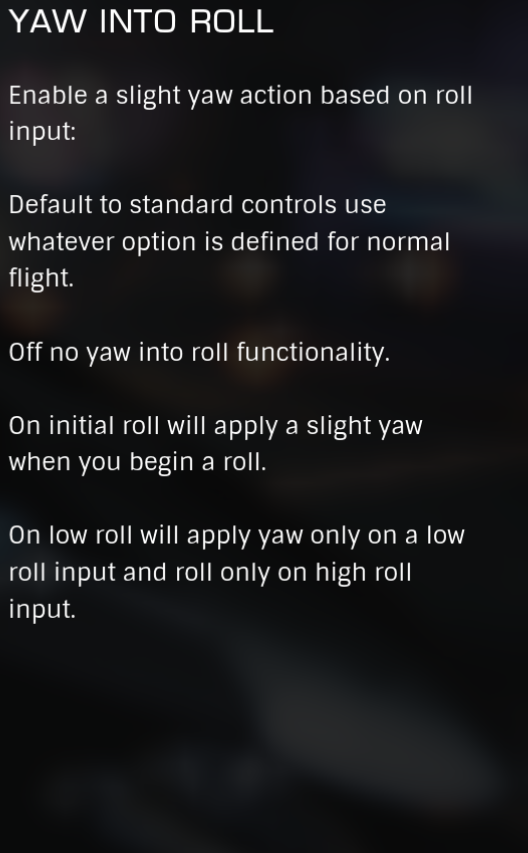 YAW INTO ROLL
Enable a slight yaw action based on roll
input:
Default to standard controls use
whatever option is defined for normal
flight.
Off no yaw into roll functionality.
On initial roll will apply a slight yaw
when you begin a roll.
On low roll will apply yaw only on a low
roll input and roll only on high roll
input.